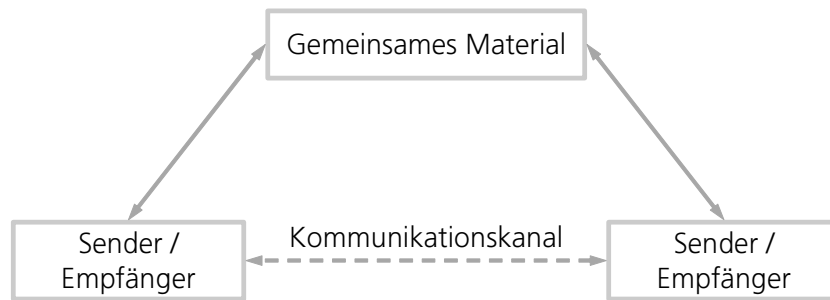 Gemeinsames Material
Sender /
Empfänger
Kommunikationskanal
Sender /
Empfänger